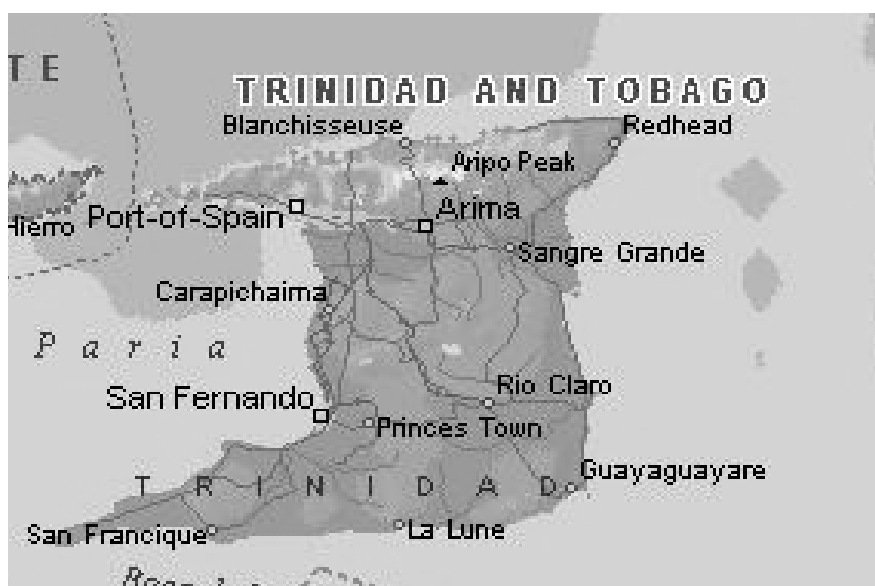 T E
TRINIDAD AND TOBAGO
Blanchisseuse
Redhead
Aripo Peak
Hierro
Port-of-Spain
Arima
Sangre Grande
Carapichaima
Paria
San Fernando
Rio Claro
Princes Town
TRINIDAD
Guayaguayare
San Francique
La Lune